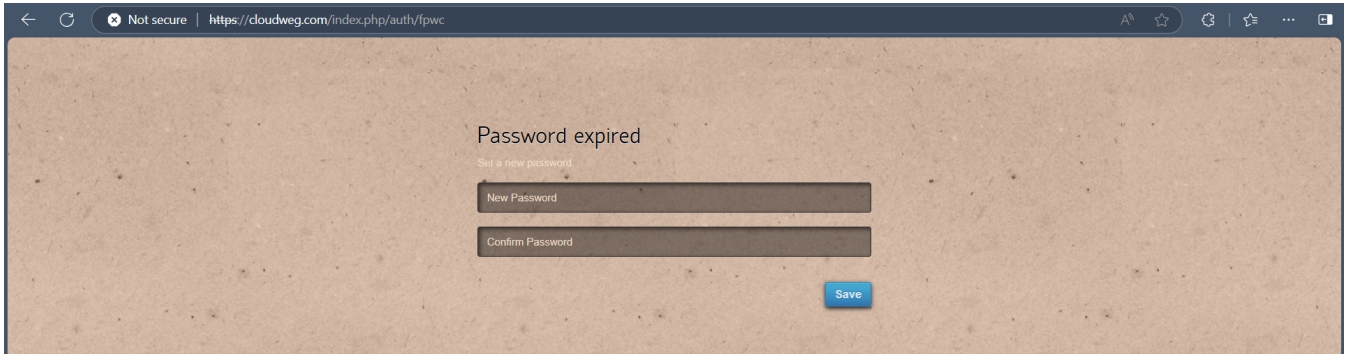 Not secure | https://cloudweg.com/index.php/auth/fpwc
Password expired
Set a new password
New Password
Confirm Password
Save